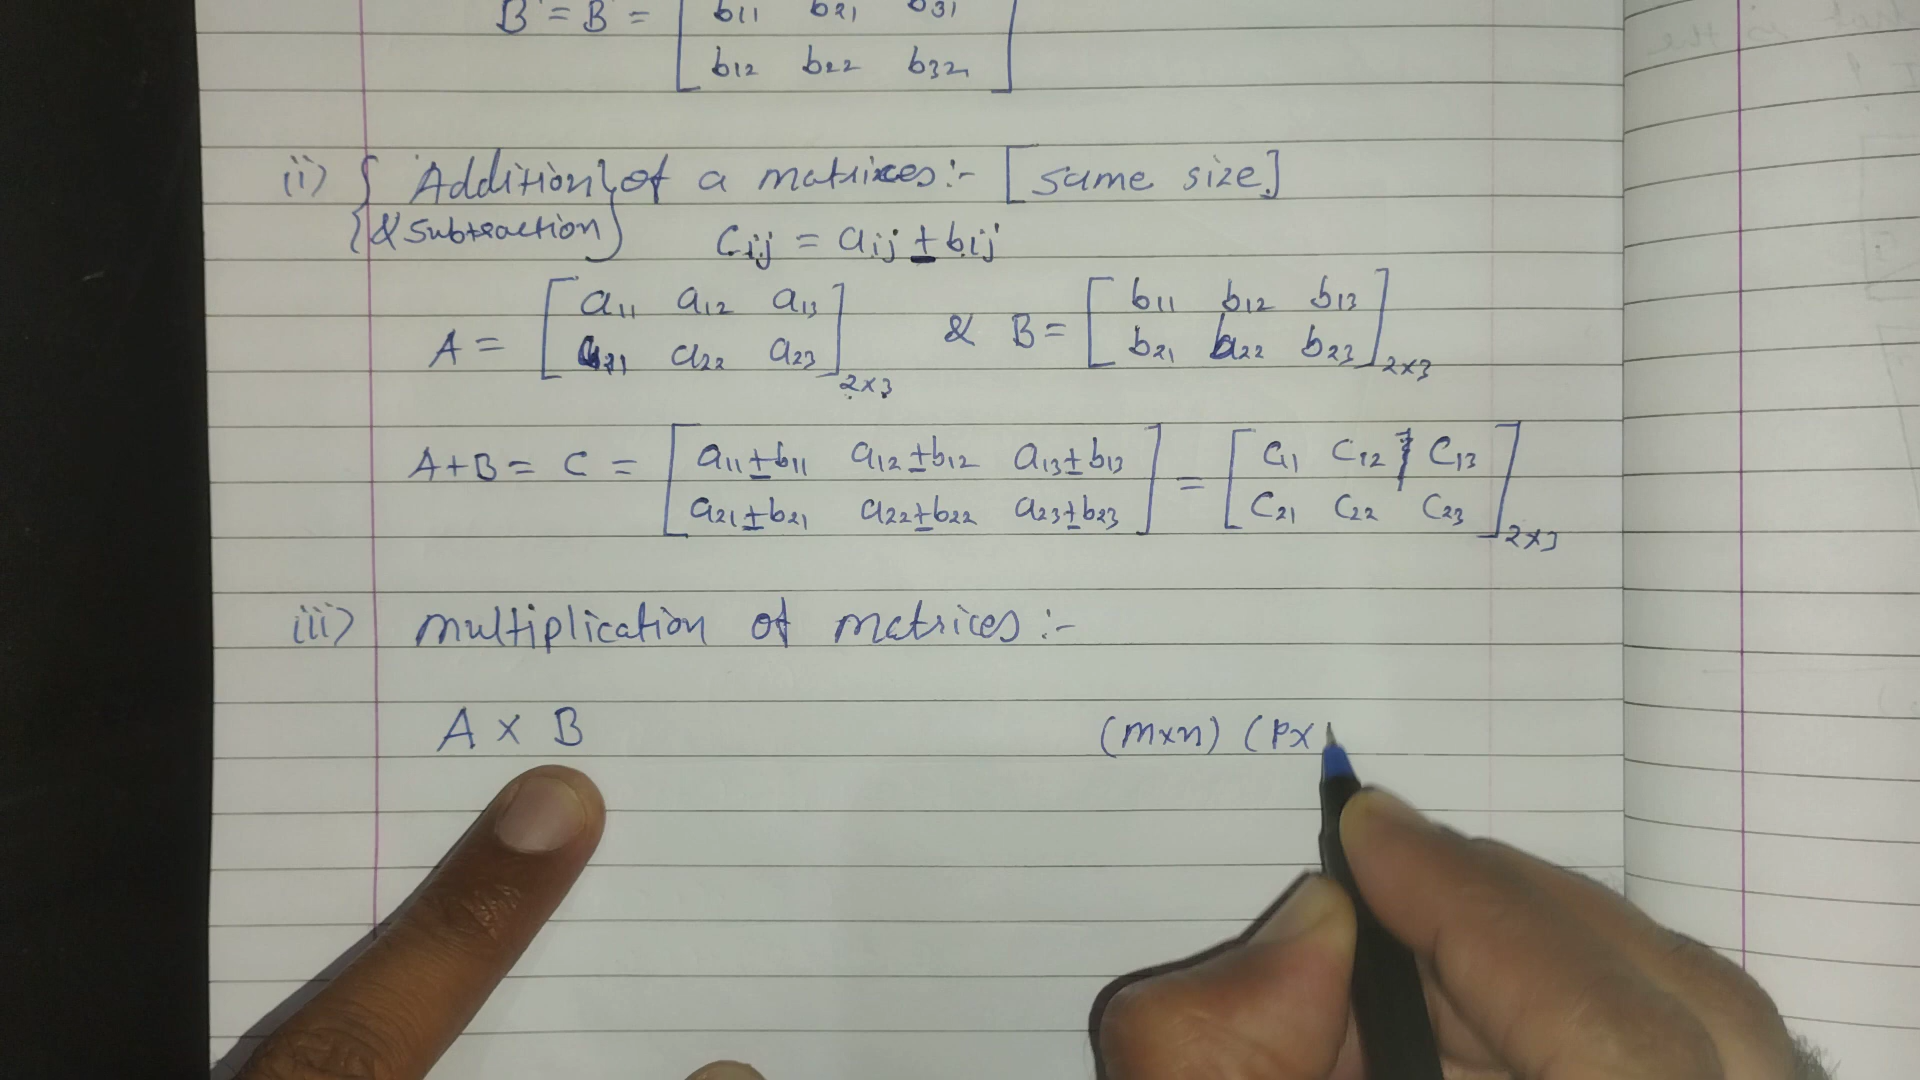 B' = B' = [ b11 b21 b31
b12 b22 b32 ]
ii) { Addition } of a matrices :- [same size]
{ & Subtraction } Cij = aij ± bij
A = [ a11 a12 a13
a21 a22 a23 ] 2×3 & B = [ b11 b12 b13
b21 b22 b23 ] 2×3
A+B = C = [ a11±b11 a12±b12 a13±b13
a21±b21 a22±b22 a23±b23 ] = [ C11 C12 C13
C21 C22 C23 ] 2×3
iii) multiplication of matrices :-
A × B (m×n) (p×